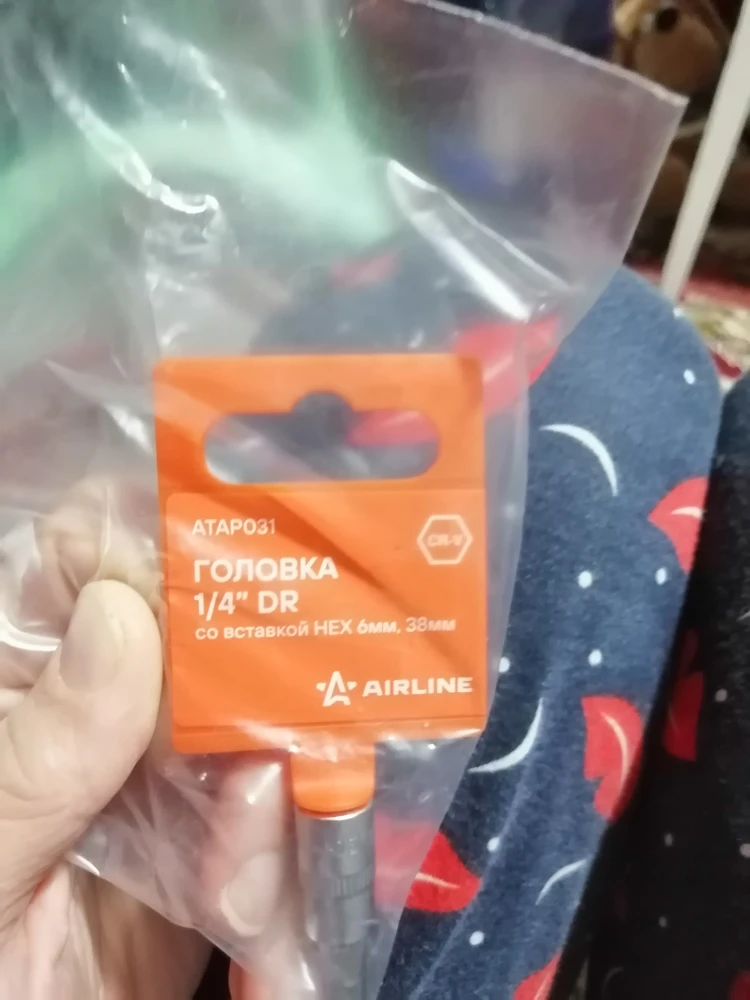 ATAP031
CR-V
ГОЛОВКА
1/4" DR
со вставкой HEX 6мм, 38мм
AIRLINE